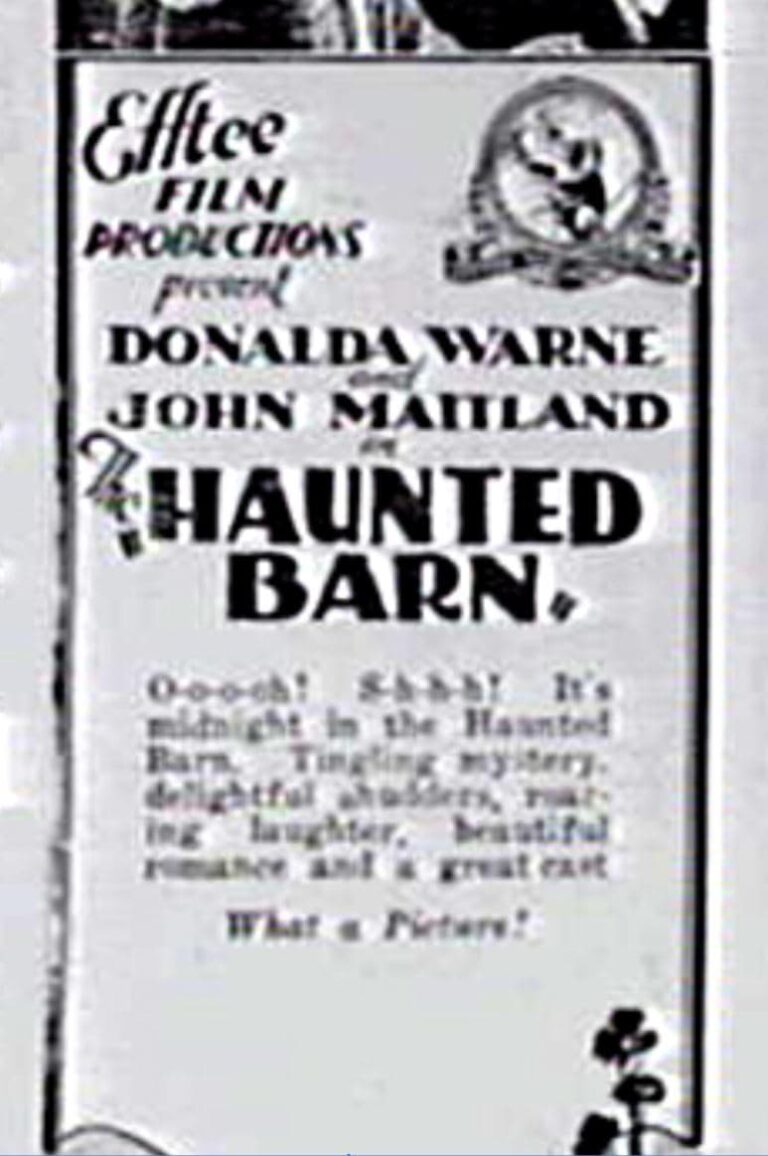 Efftee
FILM
PRODUCTIONS
present
DONALDA WARNE
and
JOHN MAITLAND
in
The
"HAUNTED
BARN"
O-o-o-oh! S-h-h-h! It's
midnight in the Haunted
Barn. Tingling mystery,
delightful shudders, roar-
ing laughter, beautiful
romance and a great cast
What a Picture!